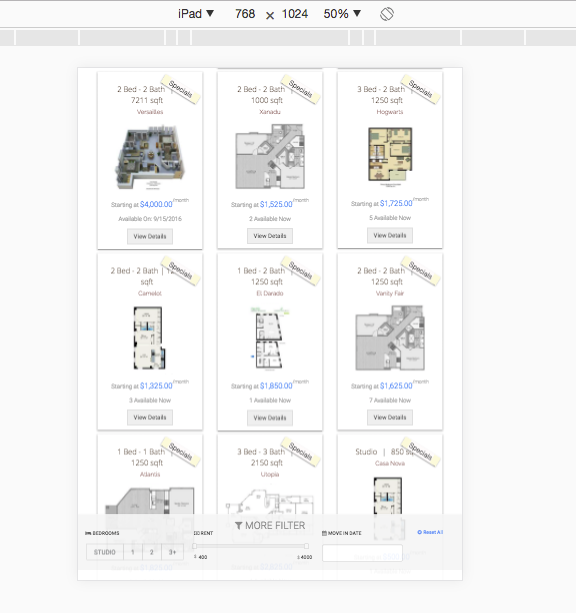 iPad ▼ 768 × 1024 50% ▼
2 Bed - 2 Bath |
7211 sqft
Versailles
Specials
Starting at $4,000.00 /month
Available On: 9/15/2016
View Details
2 Bed - 2 Bath |
1000 sqft
Xanadu
Specials
Starting at $1,525.00 /month
2 Available Now
View Details
3 Bed - 2 Bath
1250 sqft
Hogwarts
Specials
Starting at $1,725.00 /month
5 Available Now
View Details
2 Bed - 2 Bath |
sqft
Camelot
Specials
Starting at $1,325.00 /month
3 Available Now
View Details
1 Bed - 2 Bath
1250 sqft
El Dorado
Specials
Starting at $1,850.00 /month
1 Available Now
View Details
2 Bed - 2 Bath
1250 sqft
Vanity Fair
Specials
Starting at $1,625.00 /month
7 Available Now
View Details
1 Bed - 1 Bath
1250 sqft
Atlantis
Specials
3 Bed - 3 Bath
2150 sqft
Utopia
Specials
Studio | 850
Casa Nova
Specials
MORE FILTER
BEDROOMS
STUDIO 1 2 3+
RENT
400 4000
MOVE IN DATE
Reset All